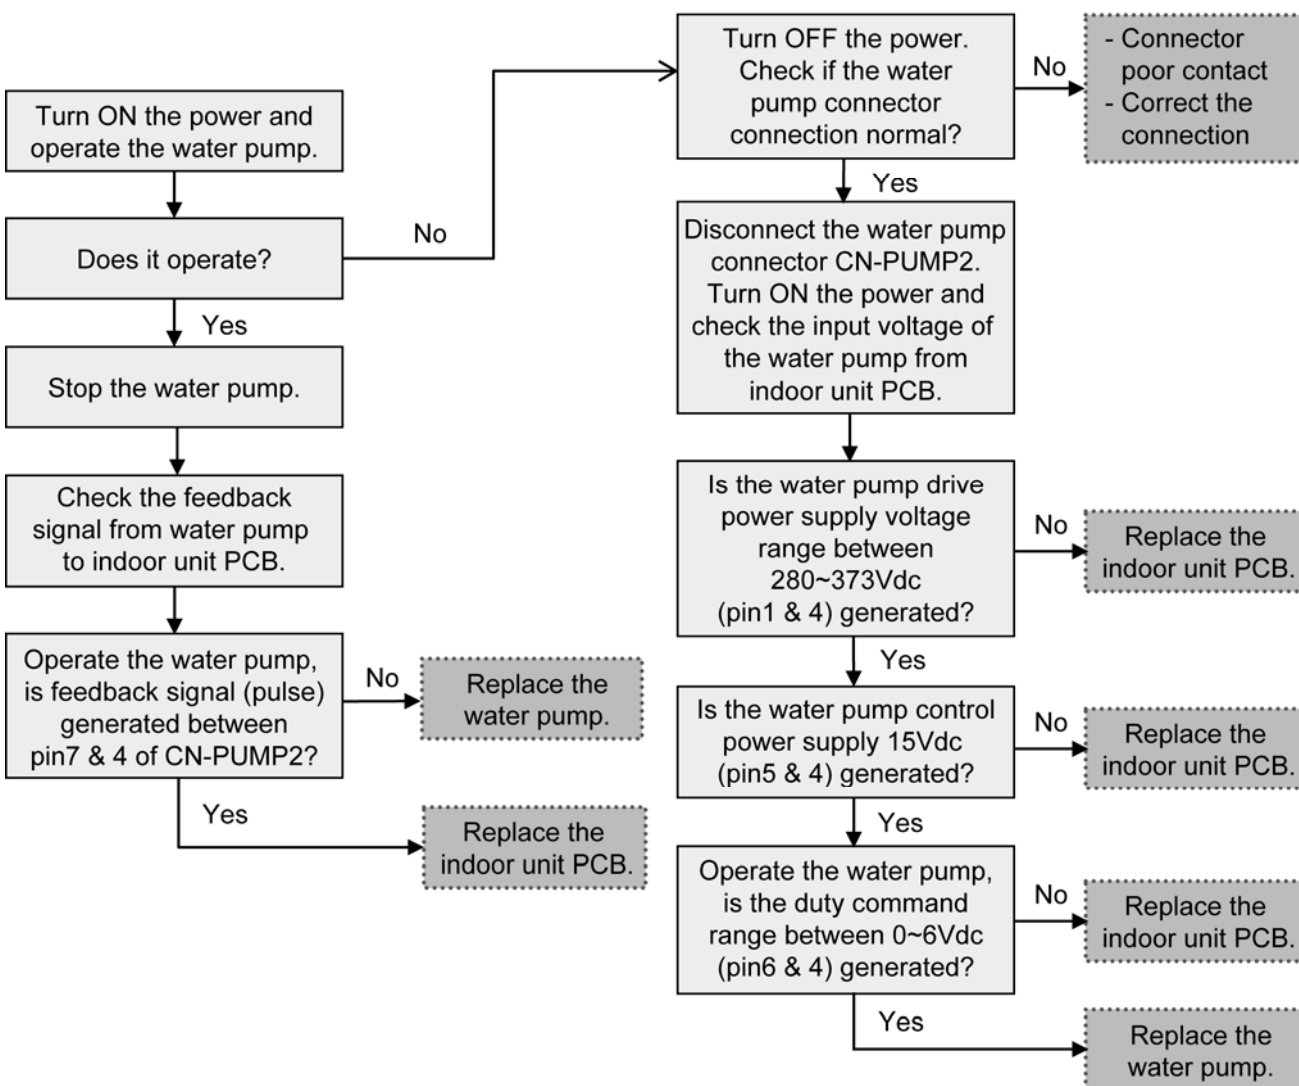 Turn ON the power and
operate the water pump.
Does it operate?
No
Yes
Stop the water pump.
Check the feedback
signal from water pump
to indoor unit PCB.
Operate the water pump,
is feedback signal (pulse)
generated between
pin7 & 4 of CN-PUMP2?
No
Replace the
water pump.
Yes
Replace the
indoor unit PCB.
Turn OFF the power.
Check if the water
pump connector
connection normal?
No
- Connector
poor contact
- Correct the
connection
Yes
Disconnect the water pump
connector CN-PUMP2.
Turn ON the power and
check the input voltage of
the water pump from
indoor unit PCB.
Is the water pump drive
power supply voltage
range between
280~373Vdc
(pin1 & 4) generated?
No
Replace the
indoor unit PCB.
Yes
Is the water pump control
power supply 15Vdc
(pin5 & 4) generated?
No
Replace the
indoor unit PCB.
Yes
Operate the water pump,
is the duty command
range between 0~6Vdc
(pin6 & 4) generated?
No
Replace the
indoor unit PCB.
Yes
Replace the
water pump.